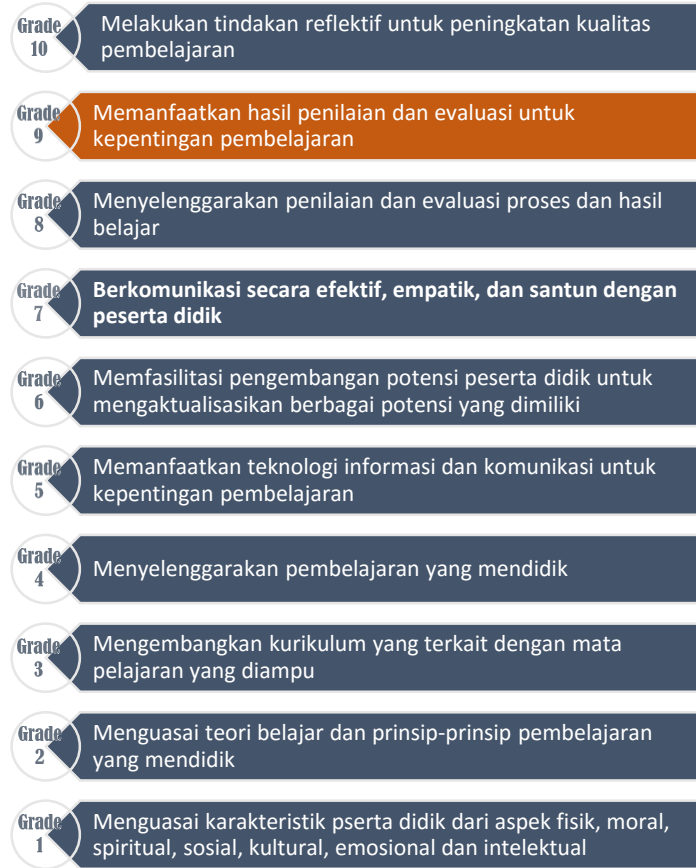 Grade
10
Melakukan tindakan reflektif untuk peningkatan kualitas
pembelajaran
Grade
9
Memanfaatkan hasil penilaian dan evaluasi untuk
kepentingan pembelajaran
Grade
8
Menyelenggarakan penilaian dan evaluasi proses dan hasil
belajar
Grade
7
Berkomunikasi secara efektif, empatik, dan santun dengan
peserta didik
Grade
6
Memfasilitasi pengembangan potensi peserta didik untuk
mengaktualisasikan berbagai potensi yang dimiliki
Grade
5
Memanfaatkan teknologi informasi dan komunikasi untuk
kepentingan pembelajaran
Grade
4
Menyelenggarakan pembelajaran yang mendidik
Grade
3
Mengembangkan kurikulum yang terkait dengan mata
pelajaran yang diampu
Grade
2
Menguasai teori belajar dan prinsip-prinsip pembelajaran
yang mendidik
Grade
1
Menguasai karakteristik pserta didik dari aspek fisik, moral,
spiritual, sosial, kultural, emosional dan intelektual